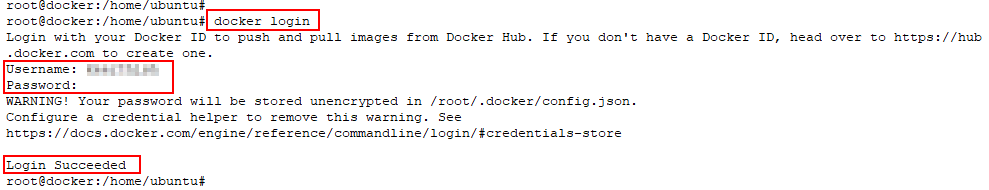 root@docker:/home/ubuntu#
root@docker:/home/ubuntu# docker login
Login with your Docker ID to push and pull images from Docker Hub. If you don't have a Docker ID, head over to https://hub
.docker.com to create one.
Username:
Password:
WARNING! Your password will be stored unencrypted in /root/.docker/config.json.
Configure a credential helper to remove this warning. See
https://docs.docker.com/engine/reference/commandline/login/#credentials-store
Login Succeeded
root@docker:/home/ubuntu#